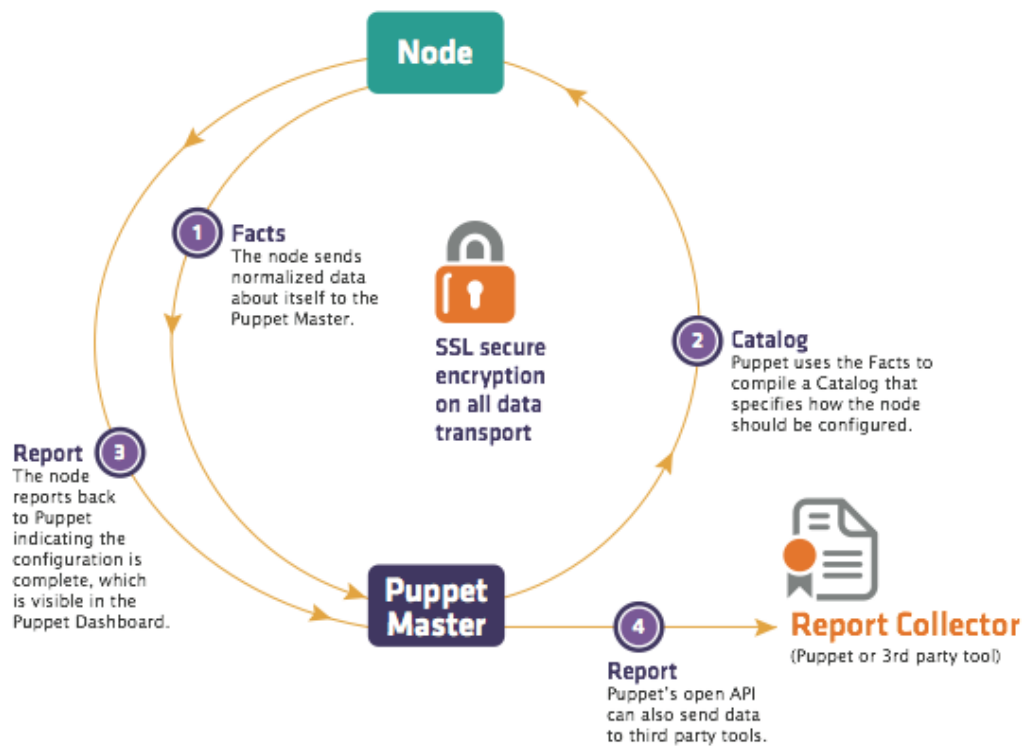 Node
1
Facts
The node sends
normalized data
about itself to the
Puppet Master.
SSL secure
encryption
on all data
transport
2
Catalog
Puppet uses the Facts to
compile a Catalog that
specifies how the node
should be configured.
Report
3
The node
reports back
to Puppet
indicating the
configuration is
complete, which
is visible in the
Puppet Dashboard.
Puppet
Master
4
Report
Puppet's open API
can also send data
to third party tools.
Report Collector
(Puppet or 3rd party tool)